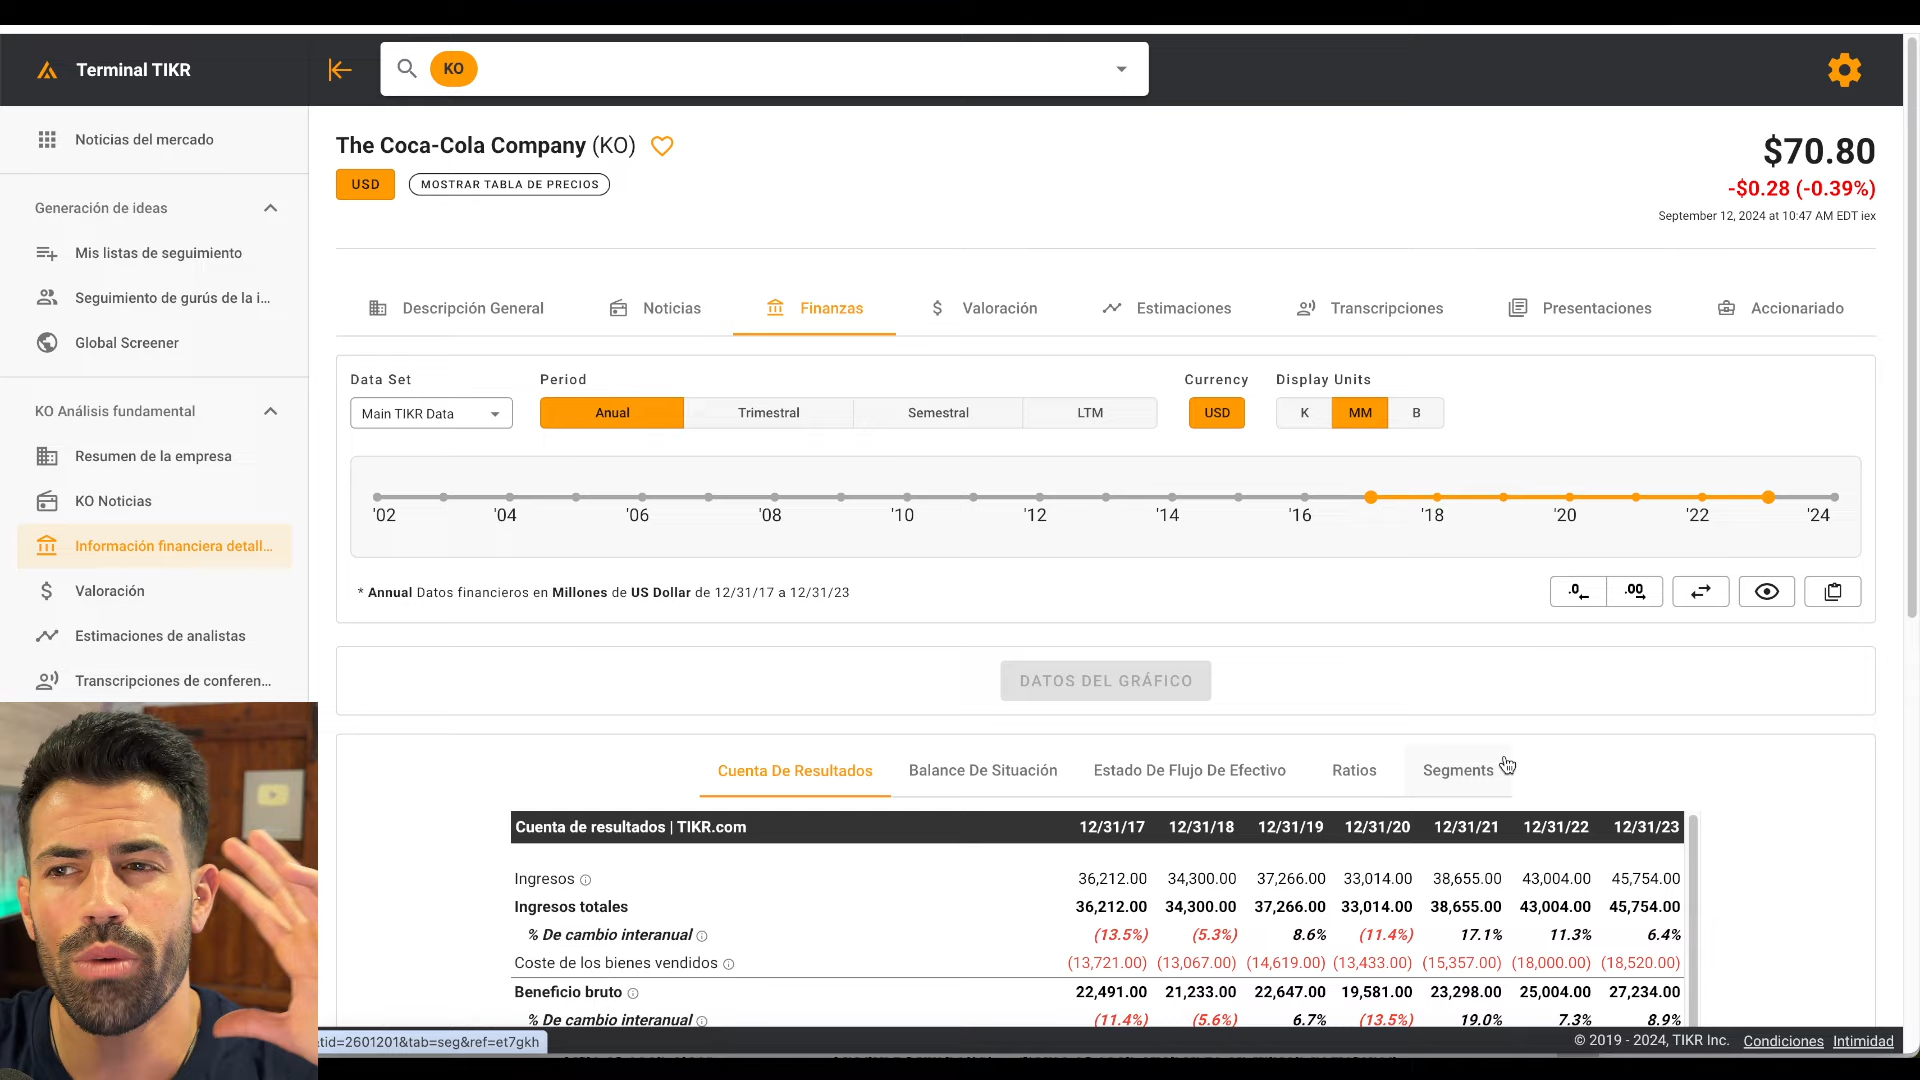 Terminal TIKR
KO
Noticias del mercado
Generación de ideas
Mis listas de seguimiento
Seguimiento de gurús de la i...
Global Screener
KO Análisis fundamental
Resumen de la empresa
KO Noticias
Información financiera detall...
Valoración
Estimaciones de analistas
Transcripciones de conferen...
The Coca-Cola Company (KO)
USD MOSTRAR TABLA DE PRECIOS
$70.80
-$0.28 (-0.39%)
September 12, 2024 at 10:47 AM EDT iex
Descripción General Noticias Finanzas Valoración Estimaciones Transcripciones Presentaciones Accionariado
Data Set Period Currency Display Units
Main TIKR Data Anual Trimestral Semestral LTM USD K MM B
'02 '04 '06 '08 '10 '12 '14 '16 '18 '20 '22 '24
* Annual Datos financieros en Millones de US Dollar de 12/31/17 a 12/31/23
.0 .00
DATOS DEL GRÁFICO
Cuenta De Resultados Balance De Situación Estado De Flujo De Efectivo Ratios Segments
Cuenta de resultados | TIKR.com 12/31/17 12/31/18 12/31/19 12/31/20 12/31/21 12/31/22 12/31/23
Ingresos 36,212.00 34,300.00 37,266.00 33,014.00 38,655.00 43,004.00 45,754.00
Ingresos totales 36,212.00 34,300.00 37,266.00 33,014.00 38,655.00 43,004.00 45,754.00
% De cambio interanual (13.5%) (5.3%) 8.6% (11.4%) 17.1% 11.3% 6.4%
Coste de los bienes vendidos (13,721.00) (13,067.00) (14,619.00) (13,433.00) (15,357.00) (18,000.00) (18,520.00)
Beneficio bruto 22,491.00 21,233.00 22,647.00 19,581.00 23,298.00 25,004.00 27,234.00
% De cambio interanual (11.4%) (5.6%) 6.7% (13.5%) 19.0% 7.3% 8.9%
tid=2601201&tab=seg&ref=et7gkh
© 2019 - 2024, TIKR Inc. Condiciones Intimidad